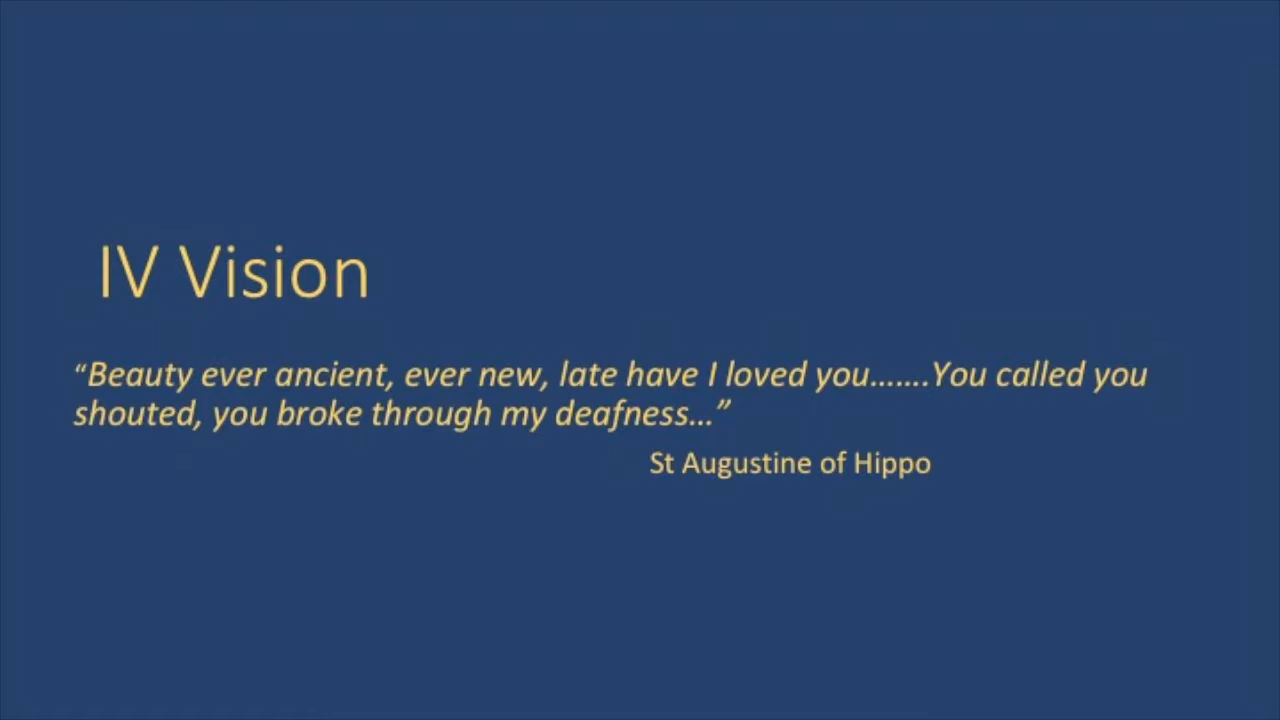 IV Vision
“Beauty ever ancient, ever new, late have I loved you…….You called you
shouted, you broke through my deafness…”
St Augustine of Hippo